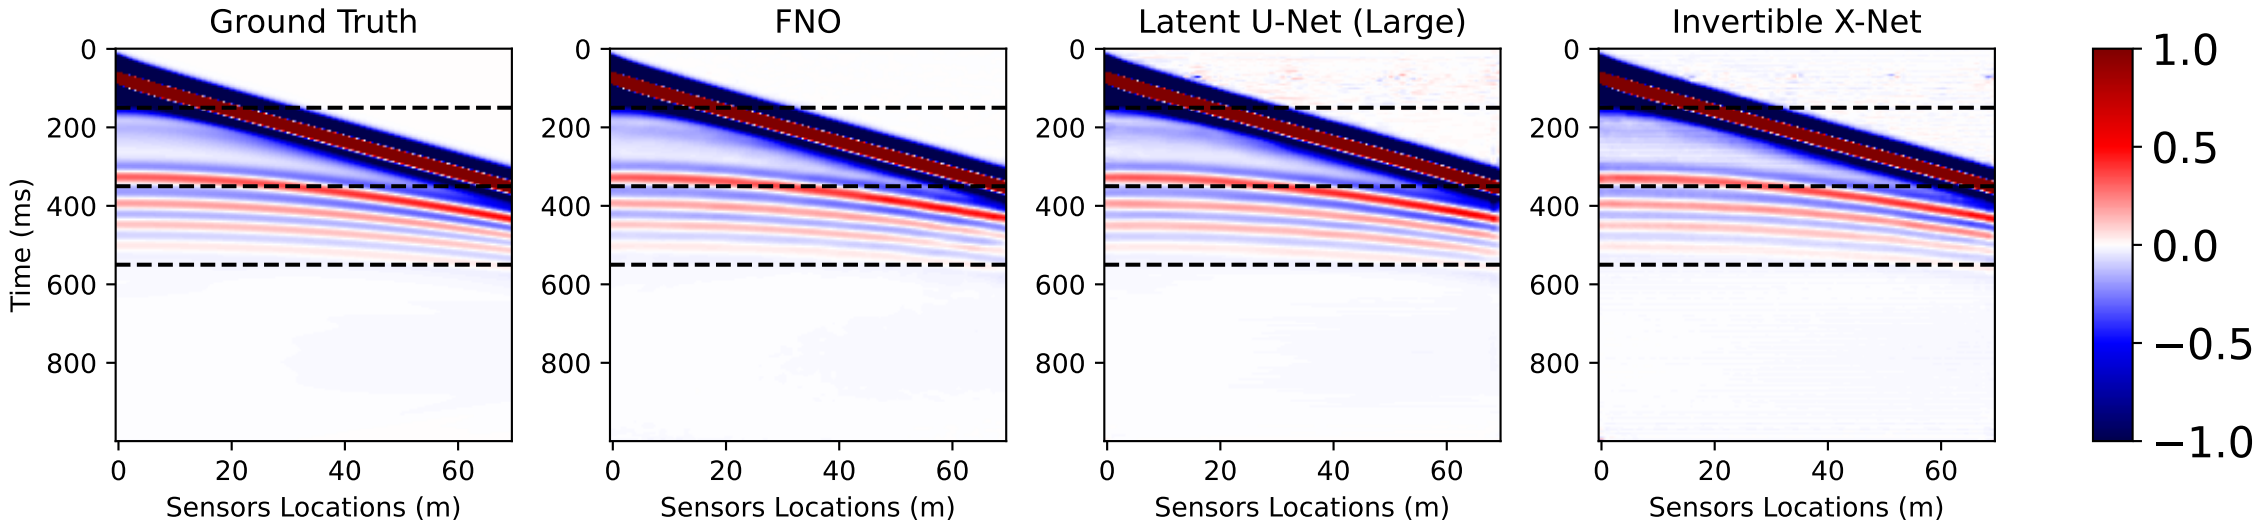 Ground Truth
FNO
Latent U-Net (Large)
Invertible X-Net
Time (ms)
0
200
400
600
800
0 20 40 60
Sensors Locations (m)
0
200
400
600
800
0 20 40 60
Sensors Locations (m)
0
200
400
600
800
0 20 40 60
Sensors Locations (m)
0
200
400
600
800
0 20 40 60
Sensors Locations (m)
1.0
0.5
0.0
−0.5
−1.0